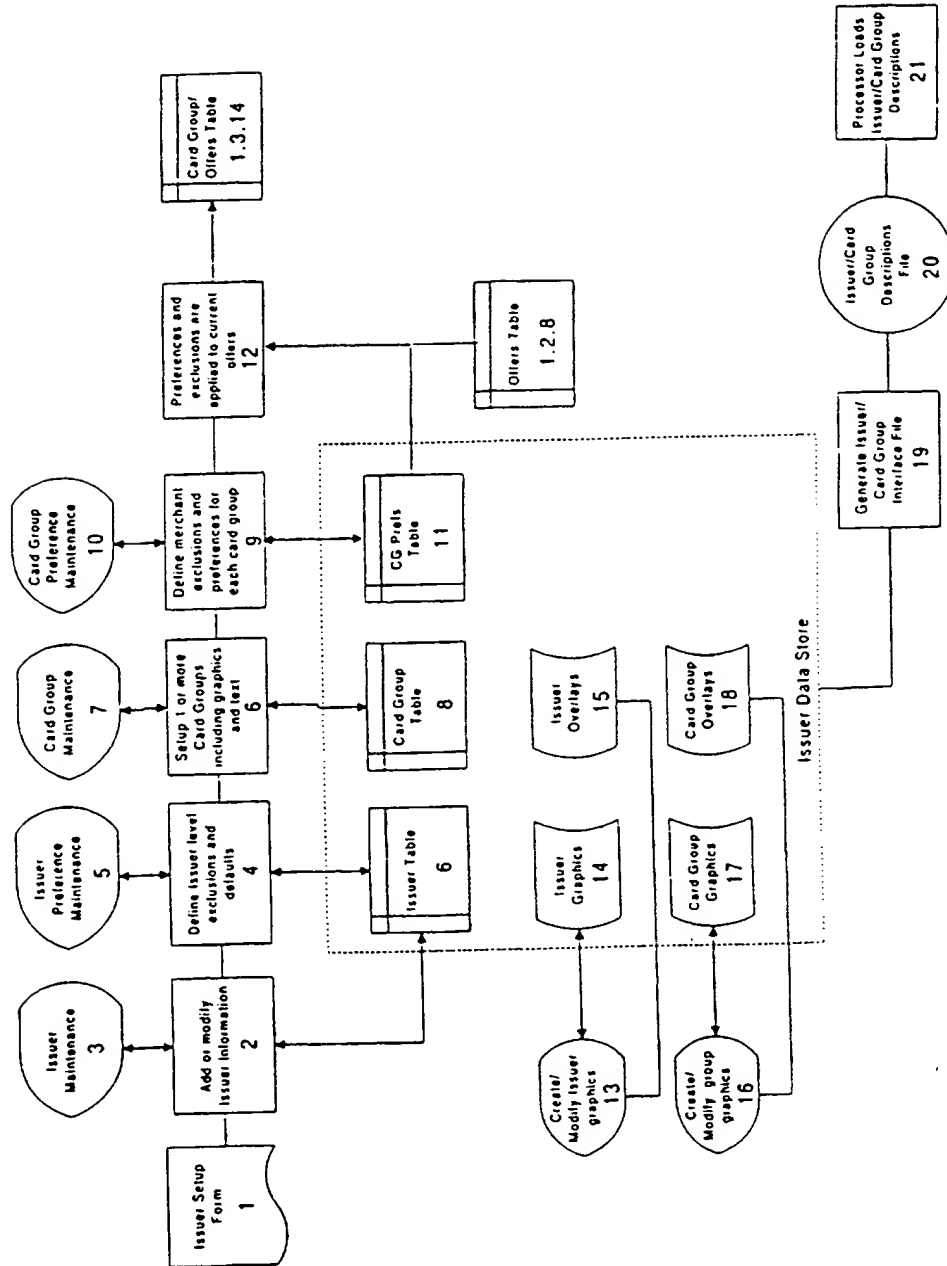 Issuer Setup
Form
1
Issuer
Maintenance
3
Add or modify
Issuer Information
2
Issuer
Preference
Maintenance
5
Define Issuer level
exclusions and
defaults
4
Issuer Table
6
Card Group
Maintenance
7
Setup 1 or more
Card Groups
including graphics
and text
6
Card Group
Table
8
Card Group
Preference
Maintenance
10
Define merchant
exclusions and
preferences for
each card group
9
CG Prefs
Table
11
Preferences and
exclusions are
applied to current
offers
12
Card Group/
Offers Table
1.3.14
Offers Table
1.2.8
Create/
Modify Issuer
graphics
13
Issuer
Graphics
14
Issuer
Overlays
15
Create/
Modify group
graphics
16
Card Group
Graphics
17
Card Group
Overlays
18
Issuer Data Store
Generate Issuer/
Card Group
Interface File
19
Issuer/Card
Group
Descriptions
File
20
Processor Loads
Issuer/Card Group
Descriptions
21